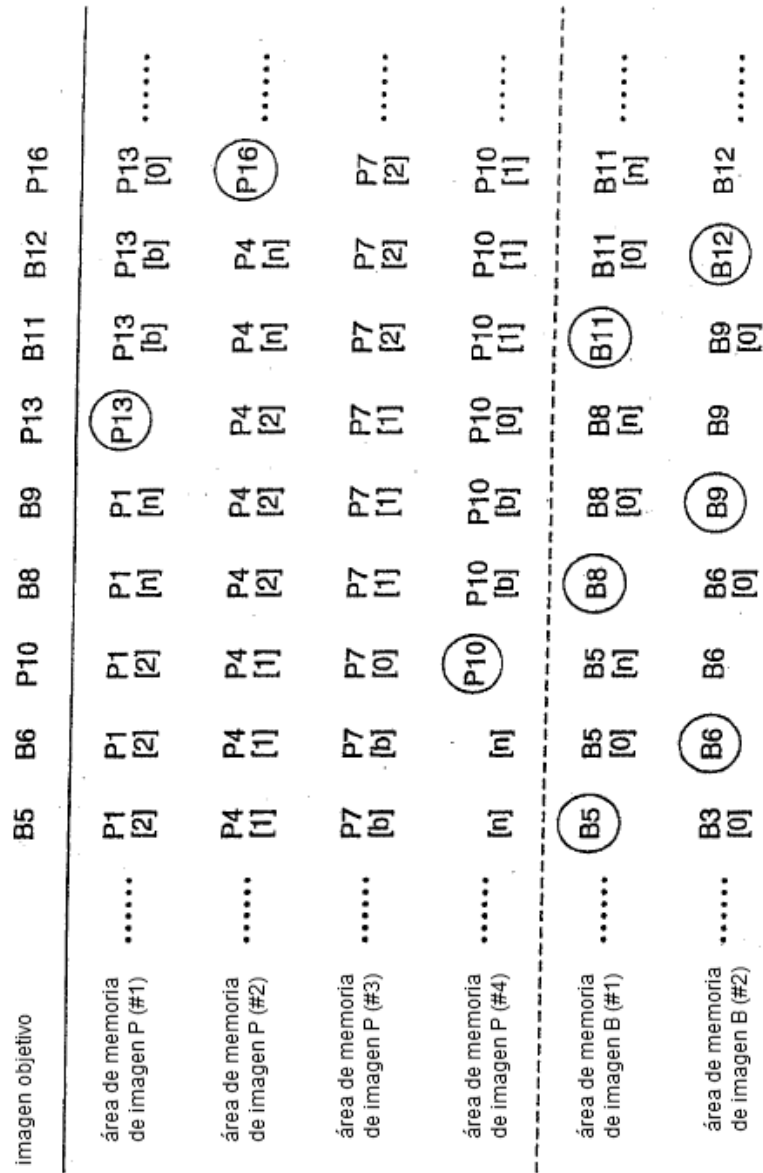 imagen objetivo ...... B5 B6 P10 B8 B9 P13 B11 B12 P16
área de memoria ...... P1 P1 P1 P1 P1 P13 P13 P13 P13 ......
de imagen P (#1) [2] [2] [2] [n] [n] [b] [b] [0]
área de memoria ...... P4 P4 P4 P4 P4 P4 P4 P4 P16 ......
de imagen P (#2) [1] [1] [1] [2] [2] [2] [n] [n]
área de memoria ...... P7 P7 P7 P7 P7 P7 P7 P7 P7 ......
de imagen P (#3) [b] [b] [0] [1] [1] [1] [2] [2] [2]
área de memoria ...... P10 P10 P10 P10 P10 P10 P10 ......
de imagen P (#4) [n] [n] [b] [b] [0] [1] [1] [1]
área de memoria ...... B5 B5 B5 B8 B8 B8 B11 B11 B11 ......
de imagen B (#1) [0] [n] [0] [n] [0] [n]
área de memoria ...... B3 B6 B6 B6 B9 B9 B9 B12 B12 ......
de imagen B (#2) [0] [0] [0]